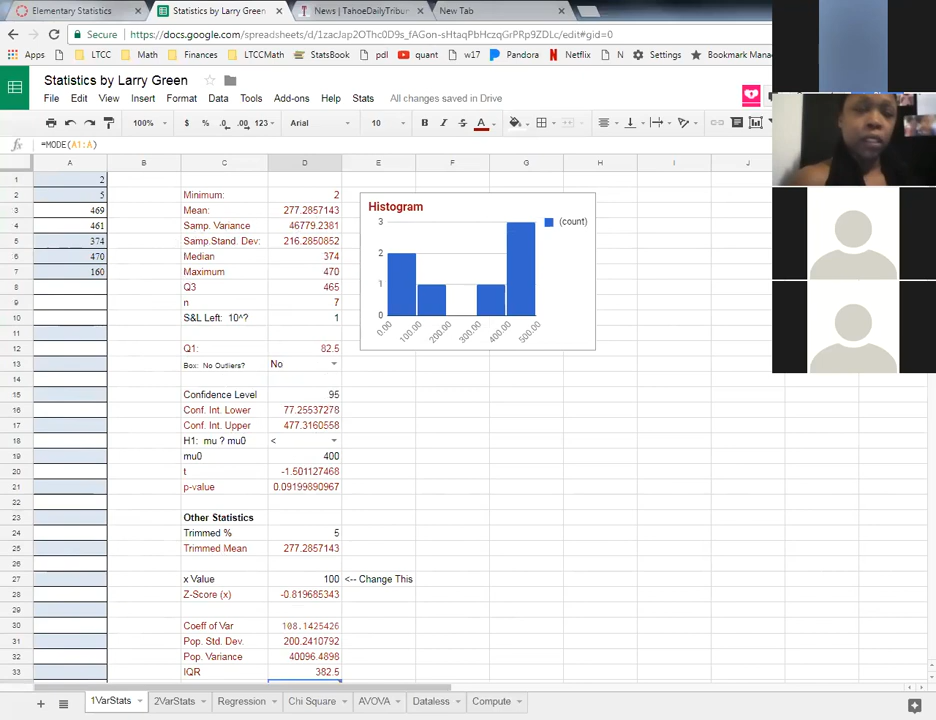 Elementary Statistics
Statistics by Larry Green
News | TahoeDailyTribun
New Tab
Secure
https://docs.google.com/spreadsheets/d/1zacJap2OThc0D9s_fAGon-sHtaqPbHczqGrPRp9ZDLc/edit#gid=0
Apps LTCC Math Finances LTCCMath StatsBook pdl quant w17 Pandora Netflix N Settings Bookmark Mana
Statistics by Larry Green
File Edit View Insert Format Data Tools Add-ons Help Stats All changes saved in Drive
100% $ % .0 .00 123 Arial 10 B I S A
fx =MODE(A1:A)
A B C D E F G H I J
1 2
2 5 Minimum: 2
3 469 Mean: 277.2857143
4 461 Samp. Variance 46779.2381
5 374 Samp.Stand. Dev: 216.2850852
6 470 Median 374
7 160 Maximum 470
8 Q3 465
9 n 7
10 S&L Left: 10^? 1
11
12 Q1: 82.5
13 Box: No Outliers? No
14
15 Confidence Level 95
16 Conf. Int. Lower 77.25537278
17 Conf. Int. Upper 477.3160558
18 H1: mu ? mu0 <
19 mu0 400
20 t -1.501127468
21 p-value 0.09199890967
22
23 Other Statistics
24 Trimmed % 5
25 Trimmed Mean 277.2857143
26
27 x Value 100 <-- Change This
28 Z-Score (x) -0.819685343
29
30 Coeff of Var 108.1425426
31 Pop. Std. Dev. 200.2410792
32 Pop. Variance 40096.4898
33 IQR 382.5
Histogram
(count)
3
2
1
0
0.00 100.00 200.00 300.00 400.00 500.00
1VarStats 2VarStats Regression Chi Square AVOVA Dataless Compute